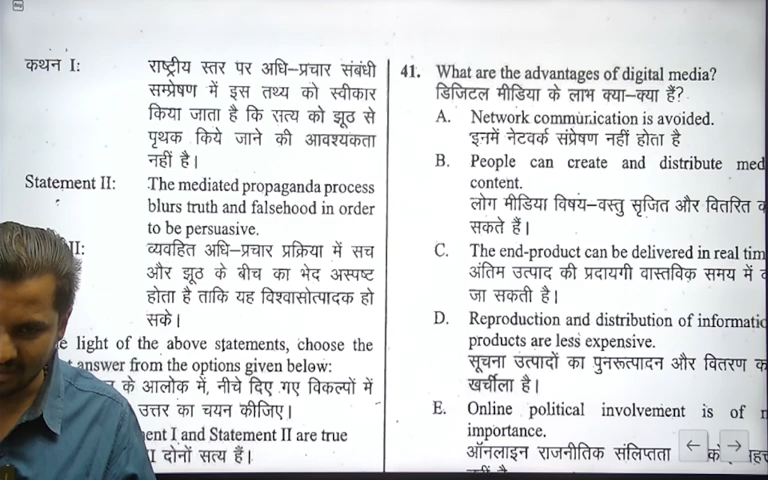 कथन I:
राष्ट्रीय स्तर पर अधि–प्रचार संबंधी
सम्प्रेषण में इस तथ्य को स्वीकार
किया जाता है कि सत्य को झूठ से
पृथक किये जाने की आवश्यकता
नहीं है।
Statement II:
The mediated propaganda process
blurs truth and falsehood in order
to be persuasive.
II:
व्यवहित अधि–प्रचार प्रक्रिया में सच
और झूठ के बीच का भेद अस्पष्ट
होता है ताकि यह विश्वासोत्पादक हो
सके।
light of the above statements, choose the
answer from the options given below:
के आलोक में, नीचे दिए गए विकल्पों में
उत्तर का चयन कीजिए।
ent I and Statement II are true
I दोनों सत्य हैं।
41. What are the advantages of digital media?
डिजिटल मीडिया के लाभ क्या–क्या हैं?
A. Network communication is avoided.
इनमें नेटवर्क संप्रेषण नहीं होता है
B. People can create and distribute med
content.
लोग मीडिया विषय–वस्तु सृजित और वितरित क
सकते हैं।
C. The end-product can be delivered in real tim
अंतिम उत्पाद की प्रदायगी वास्तविक समय में
जा सकती है।
D. Reproduction and distribution of informatic
products are less expensive.
सूचना उत्पादों का पुनरूत्पादन और वितरण क
खर्चीला है।
E. Online political involvement is of
importance.
ऑनलाइन राजनीतिक संलिप्तता